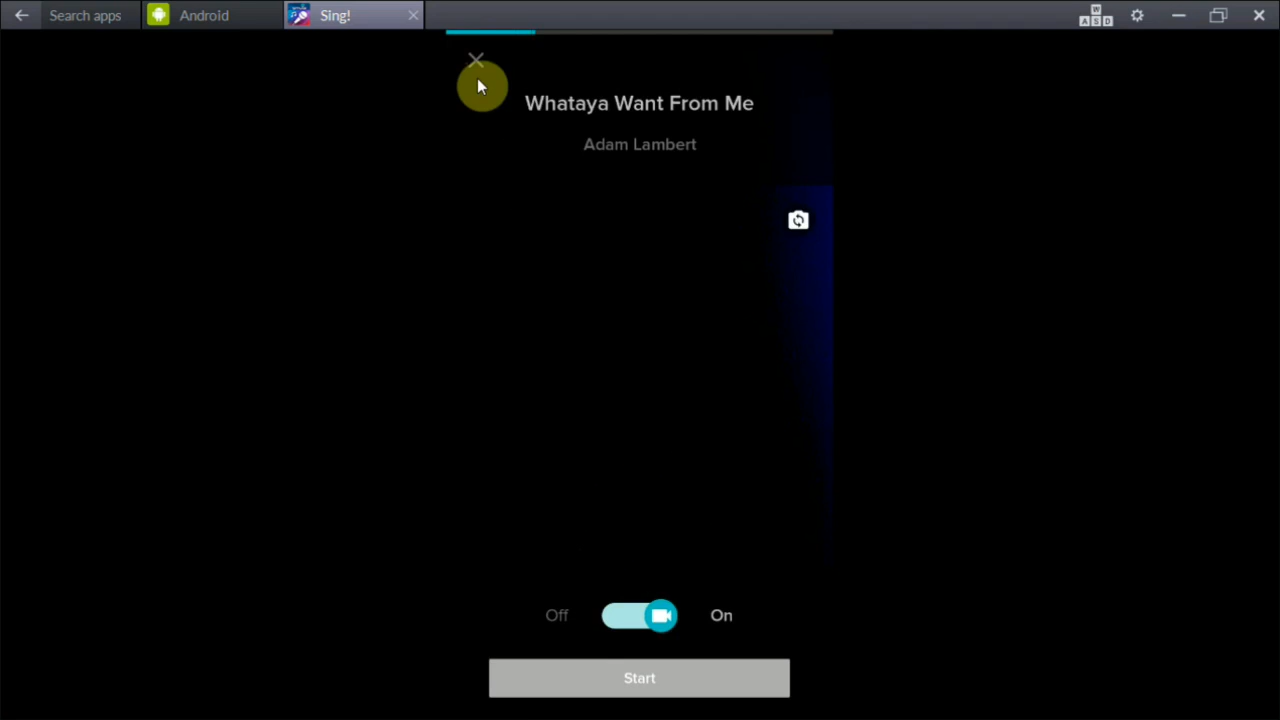 Search apps
Android
Sing!
W
A S D
Whataya Want From Me
Adam Lambert
Off
On
Start